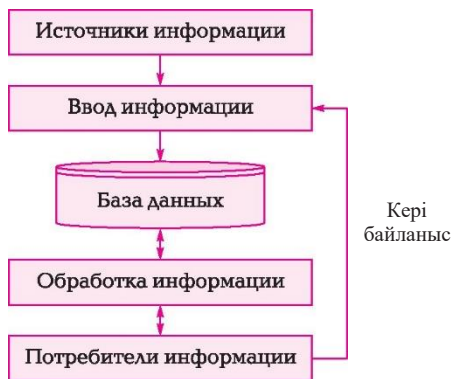 Источники информации
Ввод информации
База данных
Кері
байланыс
Обработка информации
Потребители информации